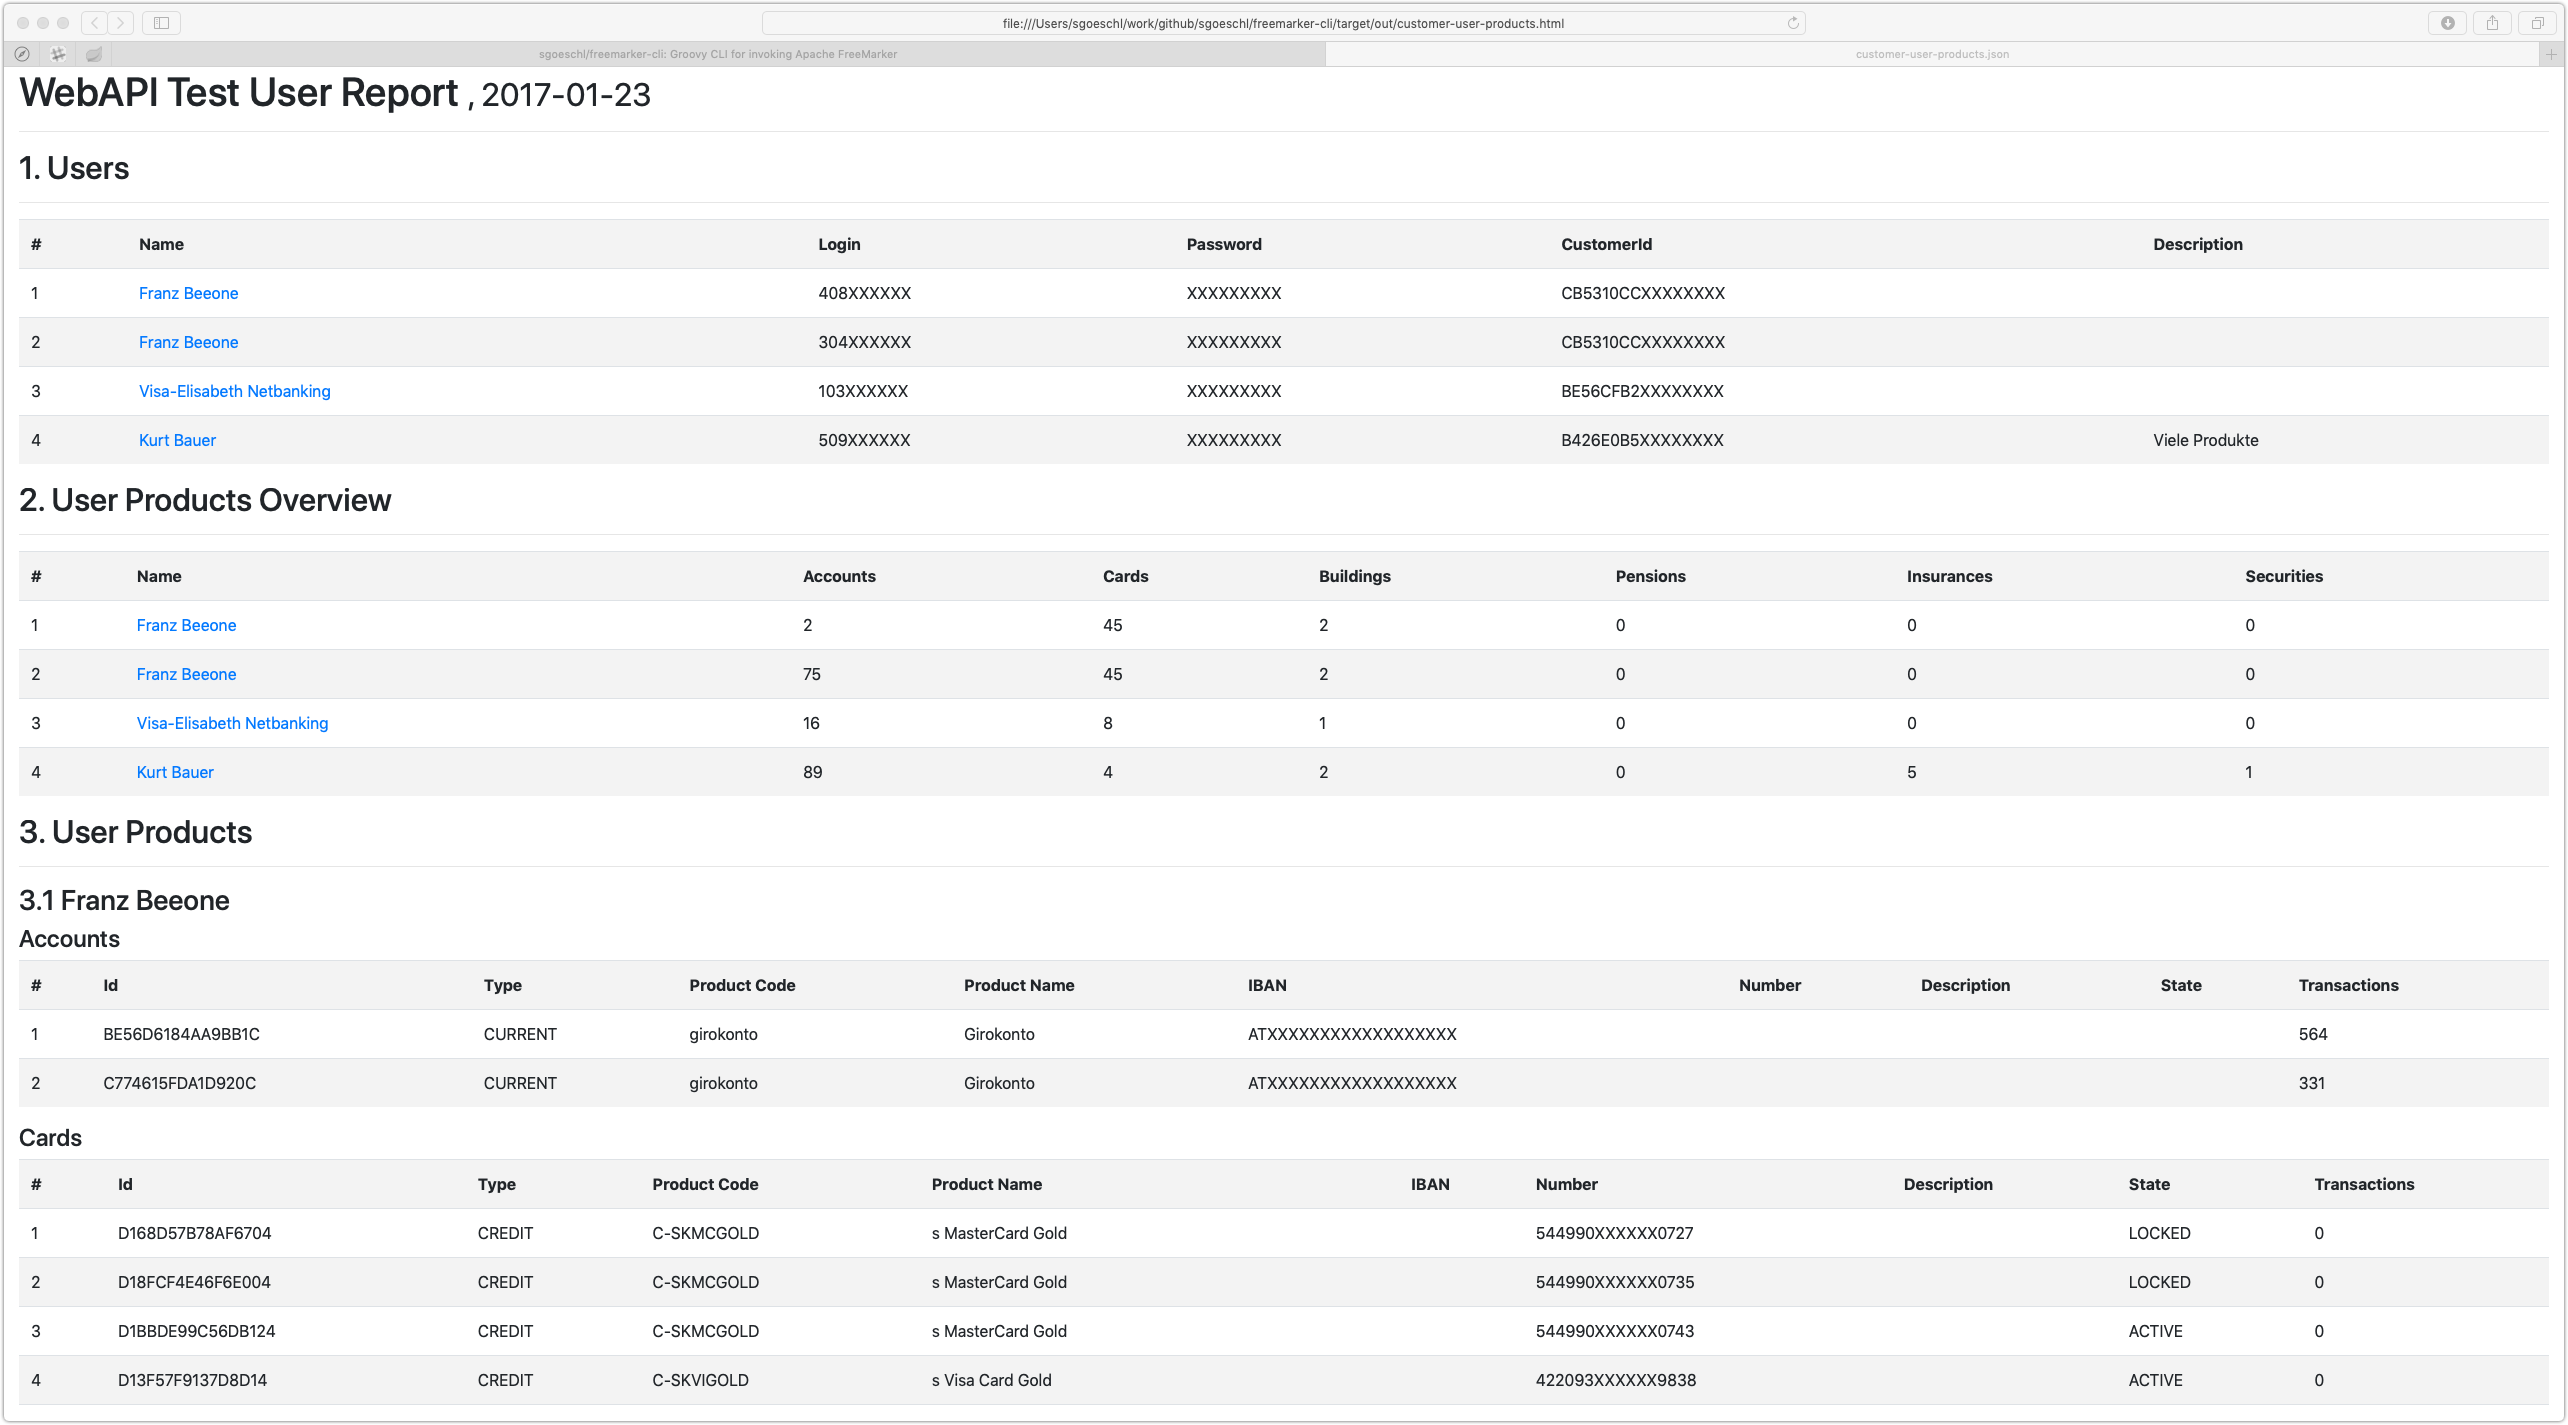 file:///Users/sgoeschl/work/github/sgoeschl/freemarker-cli/target/out/customer-user-products.html
sgoeschl/freemarker-cli: Groovy CLI for invoking Apache FreeMarker customer-user-products.json
WebAPI Test User Report , 2017-01-23
1. Users
# Name Login Password CustomerId Description
1 Franz Beeone 408XXXXXX XXXXXXXXX CB5310CCXXXXXXXX
2 Franz Beeone 304XXXXXX XXXXXXXXX CB5310CCXXXXXXXX
3 Visa-Elisabeth Netbanking 103XXXXXX XXXXXXXXX BE56CFB2XXXXXXXX
4 Kurt Bauer 509XXXXXX XXXXXXXXX B426E0B5XXXXXXXX Viele Produkte
2. User Products Overview
# Name Accounts Cards Buildings Pensions Insurances Securities
1 Franz Beeone 2 45 2 0 0 0
2 Franz Beeone 75 45 2 0 0 0
3 Visa-Elisabeth Netbanking 16 8 1 0 0 0
4 Kurt Bauer 89 4 2 0 5 1
3. User Products
3.1 Franz Beeone
Accounts
# Id Type Product Code Product Name IBAN Number Description State Transactions
1 BE56D6184AA9BB1C CURRENT girokonto Girokonto ATXXXXXXXXXXXXXXXXXX 564
2 C774615FDA1D920C CURRENT girokonto Girokonto ATXXXXXXXXXXXXXXXXXX 331
Cards
# Id Type Product Code Product Name IBAN Number Description State Transactions
1 D168D57B78AF6704 CREDIT C-SKMCGOLD s MasterCard Gold 544990XXXXXX0727 LOCKED 0
2 D18FCF4E46F6E004 CREDIT C-SKMCGOLD s MasterCard Gold 544990XXXXXX0735 LOCKED 0
3 D1BBDE99C56DB124 CREDIT C-SKMCGOLD s MasterCard Gold 544990XXXXXX0743 ACTIVE 0
4 D13F57F9137D8D14 CREDIT C-SKVIGOLD s Visa Card Gold 422093XXXXXX9838 ACTIVE 0